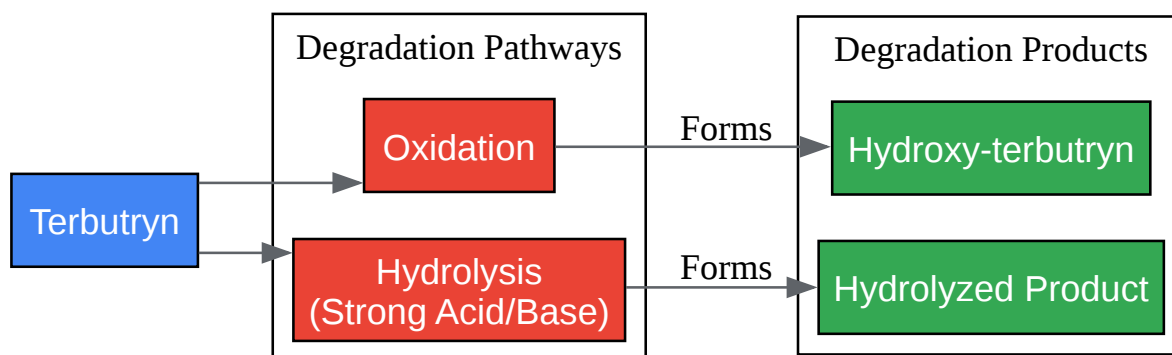 Degradation Pathways
Degradation Products
Terbutryn
Oxidation
Forms
Hydroxy-terbutryn
Hydrolysis
(Strong Acid/Base)
Forms
Hydrolyzed Product